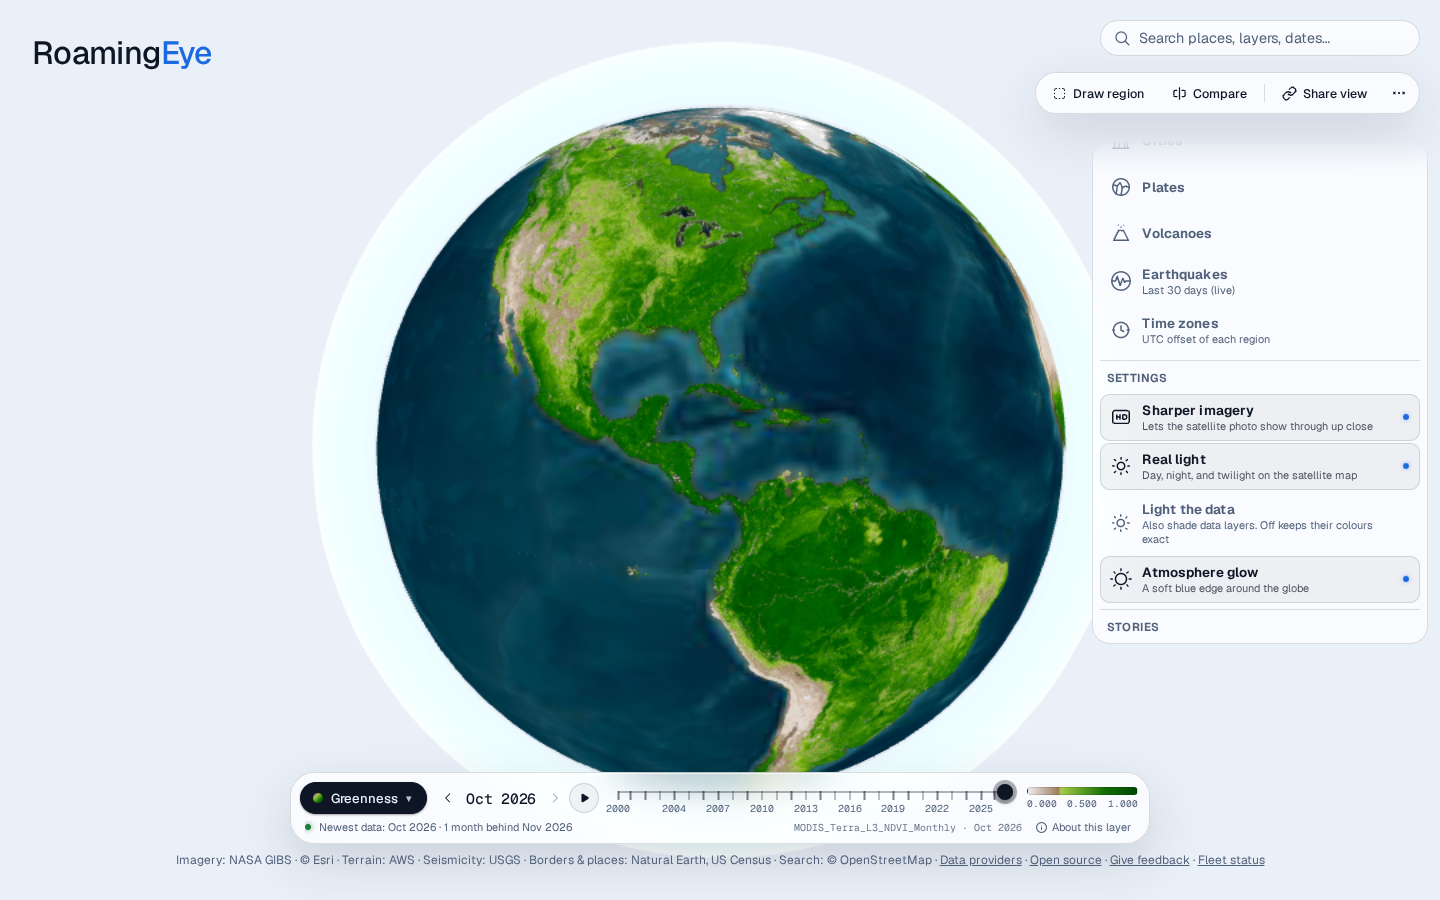 RoamingEye
Search places, layers, dates...
Draw region
Compare
Share view
Cities
Plates
Volcanoes
Earthquakes
Last 30 days (live)
Time zones
UTC offset of each region
SETTINGS
HD
Sharper imagery
Lets the satellite photo show through up close
Real light
Day, night, and twilight on the satellite map
Light the data
Also shade data layers. Off keeps their colours
exact
Atmosphere glow
A soft blue edge around the globe
STORIES
Greenness
Oct 2026
2000 2004 2007 2010 2013 2016 2019 2022 2025
0.000 0.500 1.000
Newest data: Oct 2026 · 1 month behind Nov 2026
MODIS_Terra_L3_NDVI_Monthly · Oct 2026
About this layer
Imagery: NASA GIBS · © Esri · Terrain: AWS · Seismicity: USGS · Borders & places: Natural Earth, US Census · Search: © OpenStreetMap · Data providers · Open source · Give feedback · Fleet status